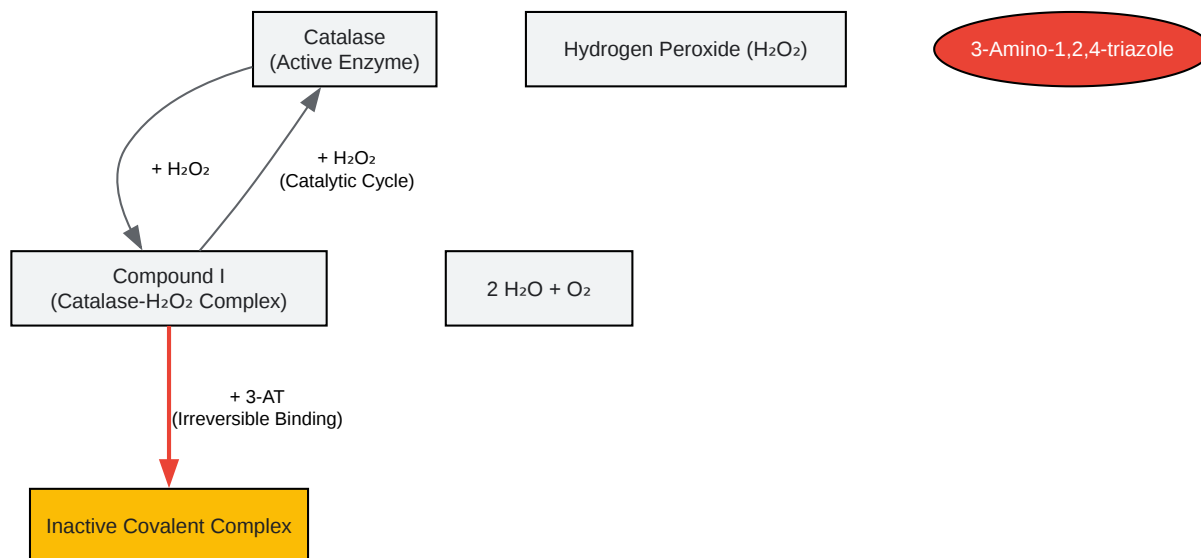 Catalase
(Active Enzyme)
Hydrogen Peroxide (H₂O₂)
3-Amino-1,2,4-triazole
+ H₂O₂
+ H₂O₂
(Catalytic Cycle)
Compound I
(Catalase-H₂O₂ Complex)
2 H₂O + O₂
+ 3-AT
(Irreversible Binding)
Inactive Covalent Complex